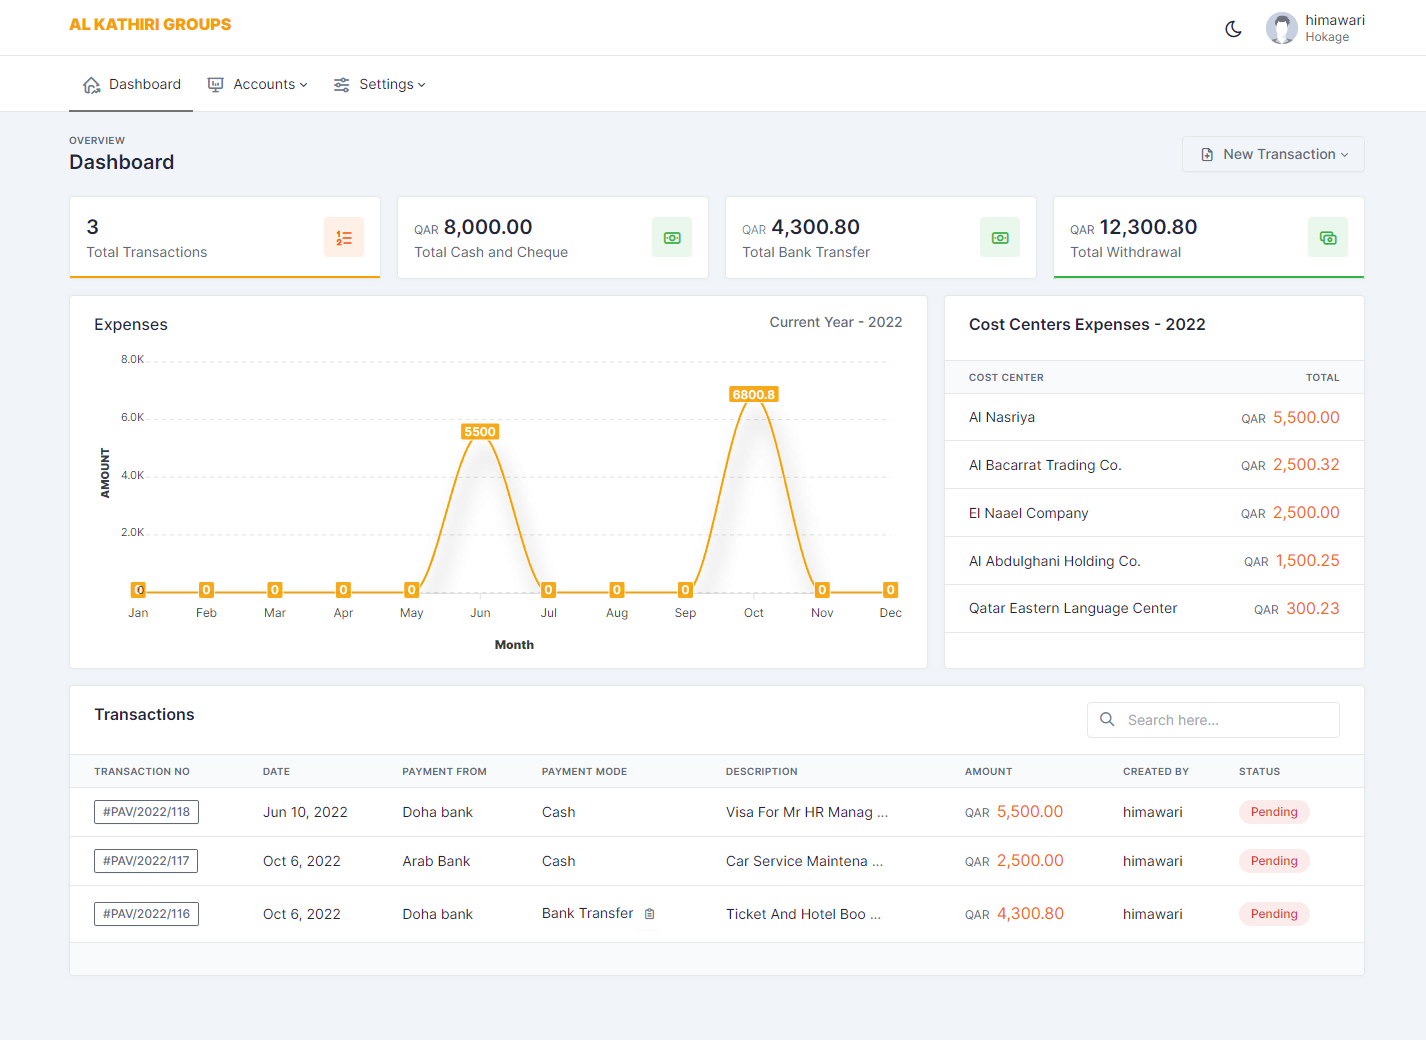 AL KATHIRI GROUPS
himawari
Hokage
Dashboard
Accounts
Settings
OVERVIEW
Dashboard
New Transaction
3
Total Transactions
QAR 8,000.00
Total Cash and Cheque
QAR 4,300.80
Total Bank Transfer
QAR 12,300.80
Total Withdrawal
Expenses
Current Year - 2022
8.0K
6.0K
4.0K
2.0K
0
AMOUNT
0 0 0 0 0 5500 0 0 0 6800.8 0 0
Jan Feb Mar Apr May Jun Jul Aug Sep Oct Nov Dec
Month
Cost Centers Expenses - 2022
COST CENTER TOTAL
Al Nasriya QAR 5,500.00
Al Bacarrat Trading Co. QAR 2,500.32
El Naael Company QAR 2,500.00
Al Abdulghani Holding Co. QAR 1,500.25
Qatar Eastern Language Center QAR 300.23
Transactions
Search here...
TRANSACTION NO DATE PAYMENT FROM PAYMENT MODE DESCRIPTION AMOUNT CREATED BY STATUS
#PAV/2022/118 Jun 10, 2022 Doha bank Cash Visa For Mr HR Manag ... QAR 5,500.00 himawari Pending
#PAV/2022/117 Oct 6, 2022 Arab Bank Cash Car Service Maintena ... QAR 2,500.00 himawari Pending
#PAV/2022/116 Oct 6, 2022 Doha bank Bank Transfer Ticket And Hotel Boo ... QAR 4,300.80 himawari Pending